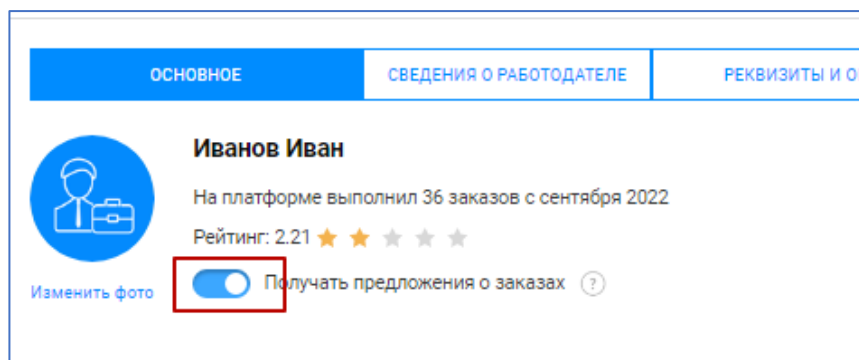 ОСНОВНОЕ
СВЕДЕНИЯ О РАБОТОДАТЕЛЕ
РЕКВИЗИТЫ И О
Иванов Иван
На платформе выполнил 36 заказов с сентября 2022
Рейтинг: 2.21
Изменить фото
Получать предложения о заказах ?